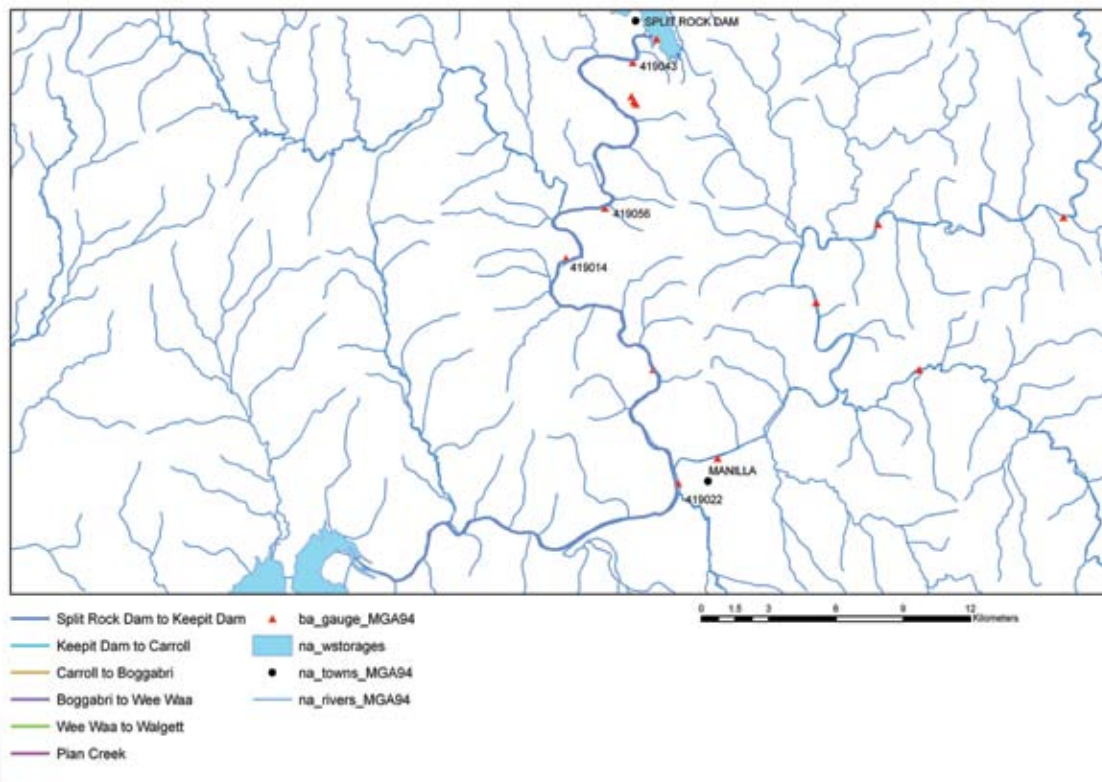 SPLIT ROCK DAM
419043
419056
419014
MANILLA
419022
Split Rock Dam to Keepit Dam
Keepit Dam to Carroll
Carroll to Boggabri
Boggabri to Wee Waa
Wee Waa to Walgett
Pian Creek
ba_gauge_MGA94
na_wstorages
na_towns_MGA94
na_rivers_MGA94
0 1.5 3 6 9 12
Kilometers